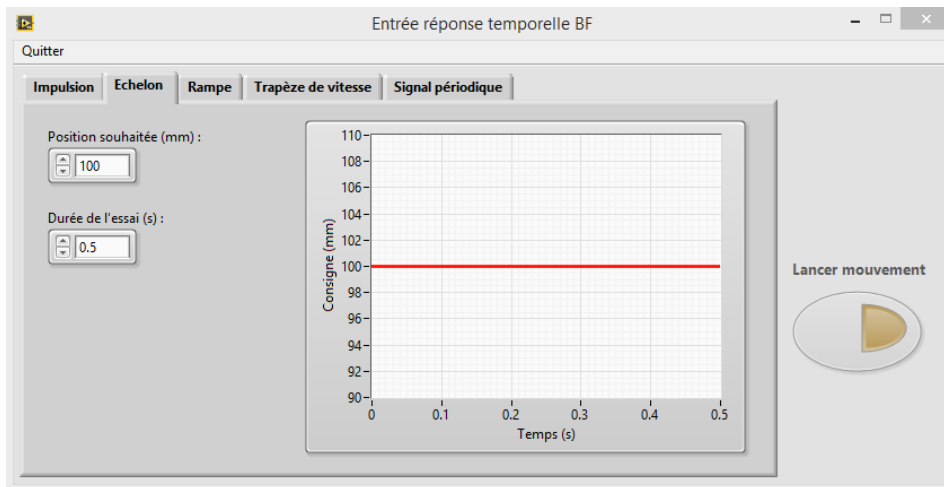 Entrée réponse temporelle BF
Quitter
Impulsion Echelon Rampe Trapèze de vitesse Signal périodique
Position souhaitée (mm) :
100
Durée de l'essai (s) :
0.5
Consigne (mm)
110
108
106
104
102
100
98
96
94
92
90
0 0.1 0.2 0.3 0.4 0.5
Temps (s)
Lancer mouvement